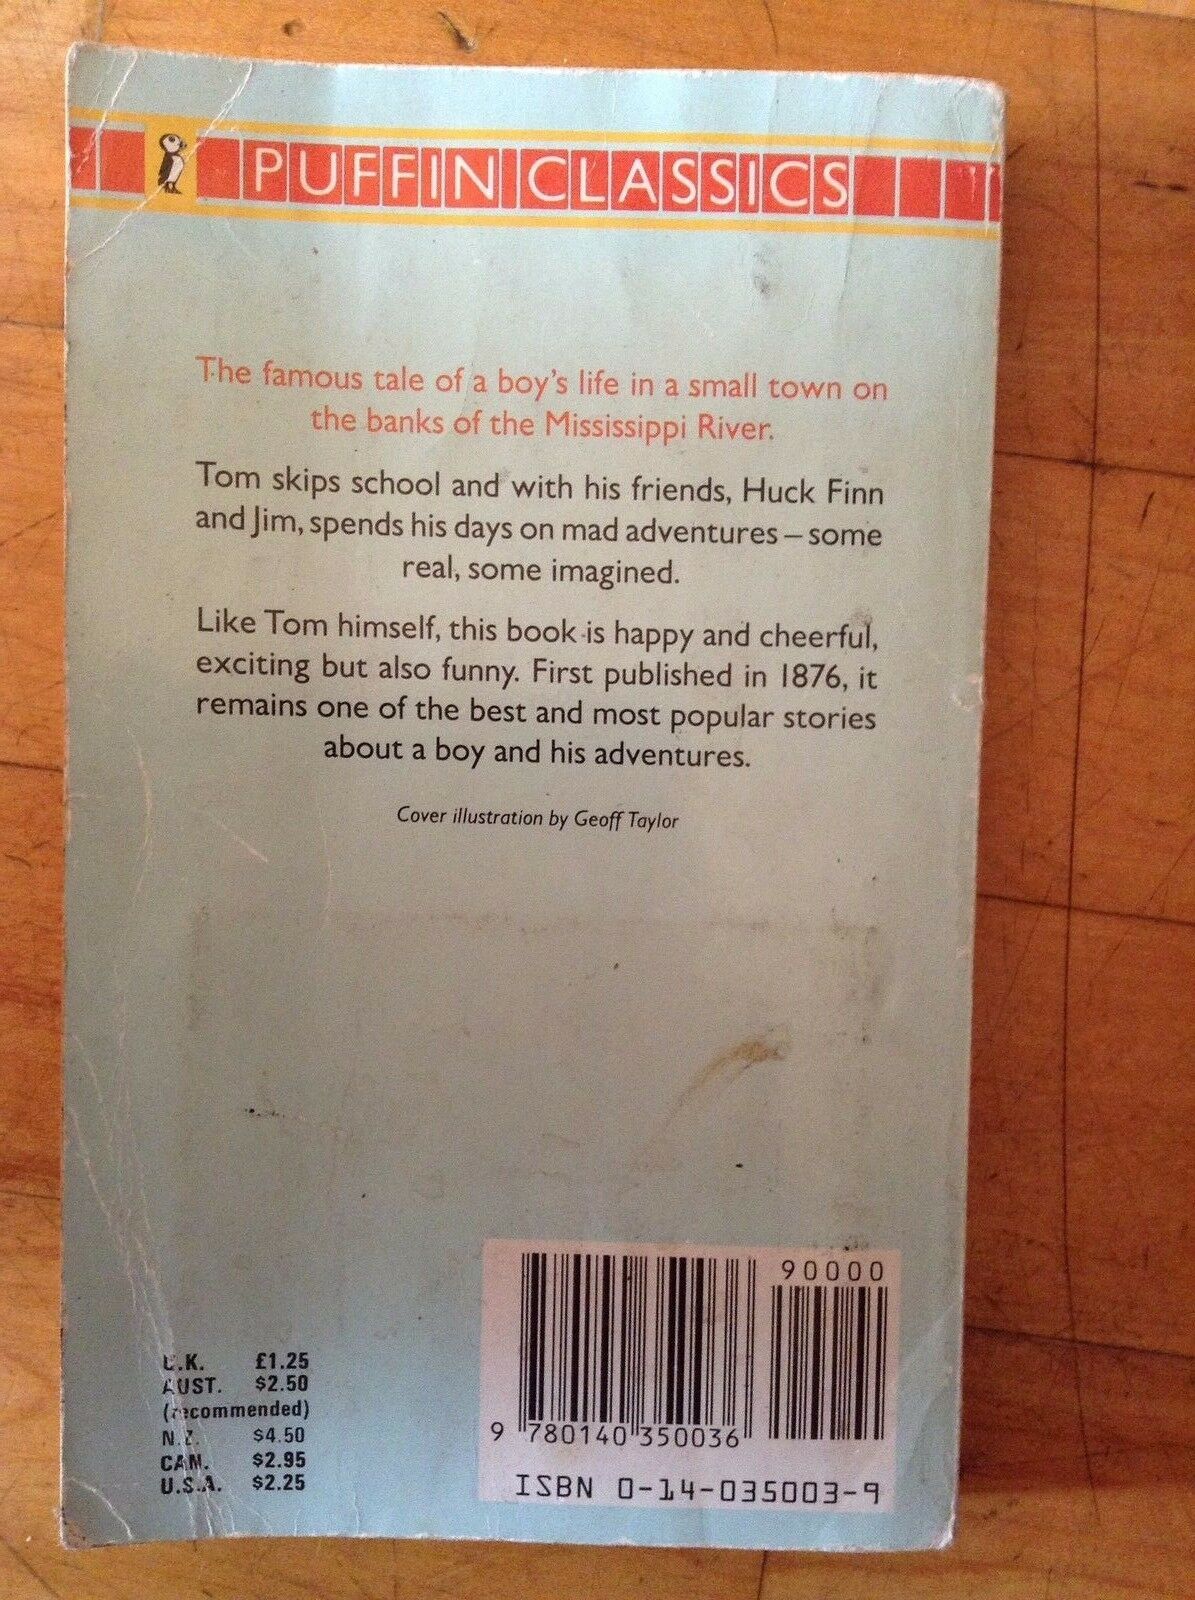 PUFFIN CLASSICS
The famous tale of a boy's life in a small town on
the banks of the Mississippi River.
Tom skips school and with his friends, Huck Finn
and Jim, spends his days on mad adventures – some
real, some imagined.
Like Tom himself, this book is happy and cheerful,
exciting but also funny. First published in 1876, it
remains one of the best and most popular stories
about a boy and his adventures.
Cover illustration by Geoff Taylor
U.K. £1.25
AUST. $2.50
(recommended)
N.Z. $4.50
CAN. $2.95
U.S.A. $2.25
90000
9 780140 350036
ISBN 0-14-035003-9